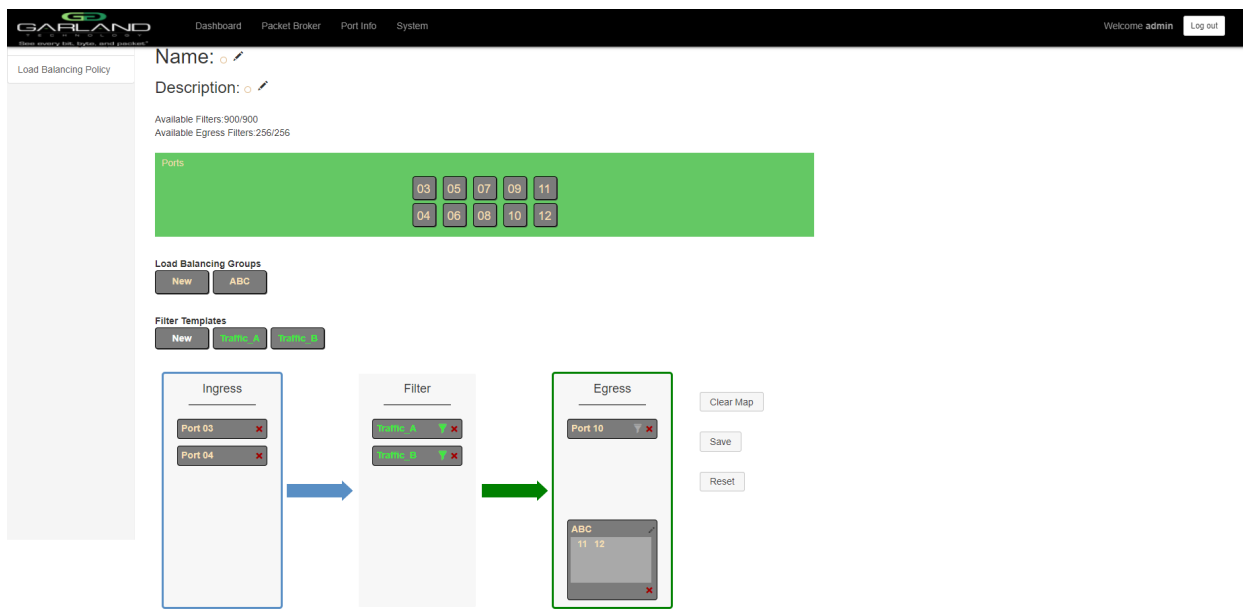 GARLAND
TECHNOLOGY
See every bit, byte, and packet™
Dashboard Packet Broker Port Info System Welcome admin Log out
Load Balancing Policy
Name:
Description:
Available Filters:900/900
Available Egress Filters:256/256
Ports
03 05 07 09 11
04 06 08 10 12
Load Balancing Groups
New ABC
Filter Templates
New Traffic_A Traffic_B
Ingress Filter Egress
Port 03 Traffic_A Port 10
Port 04 Traffic_B
ABC
11 12
Clear Map
Save
Reset